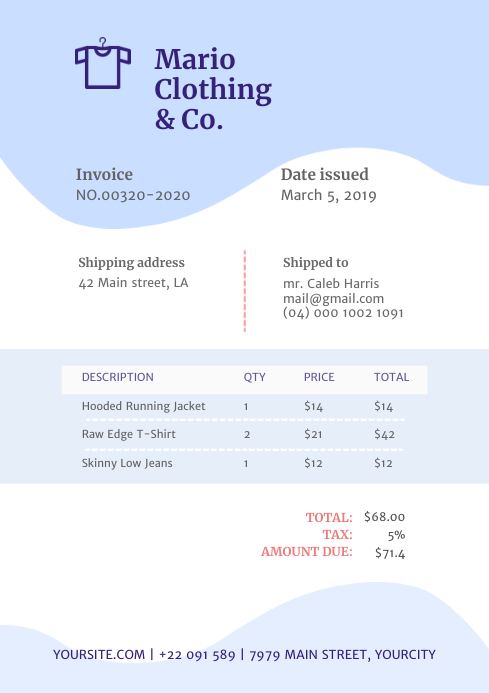 Mario
Clothing
& Co.
Invoice
NO.00320-2020
Date issued
March 5, 2019
Shipping address
42 Main street, LA
Shipped to
mr. Caleb Harris
mail@gmail.com
(04) 000 1002 1091
DESCRIPTION QTY PRICE TOTAL
Hooded Running Jacket 1 $14 $14
Raw Edge T-Shirt 2 $21 $42
Skinny Low Jeans 1 $12 $12
TOTAL: $68.00
TAX: 5%
AMOUNT DUE: $71.4
YOURSITE.COM | +22 091 589 | 7979 MAIN STREET, YOURCITY